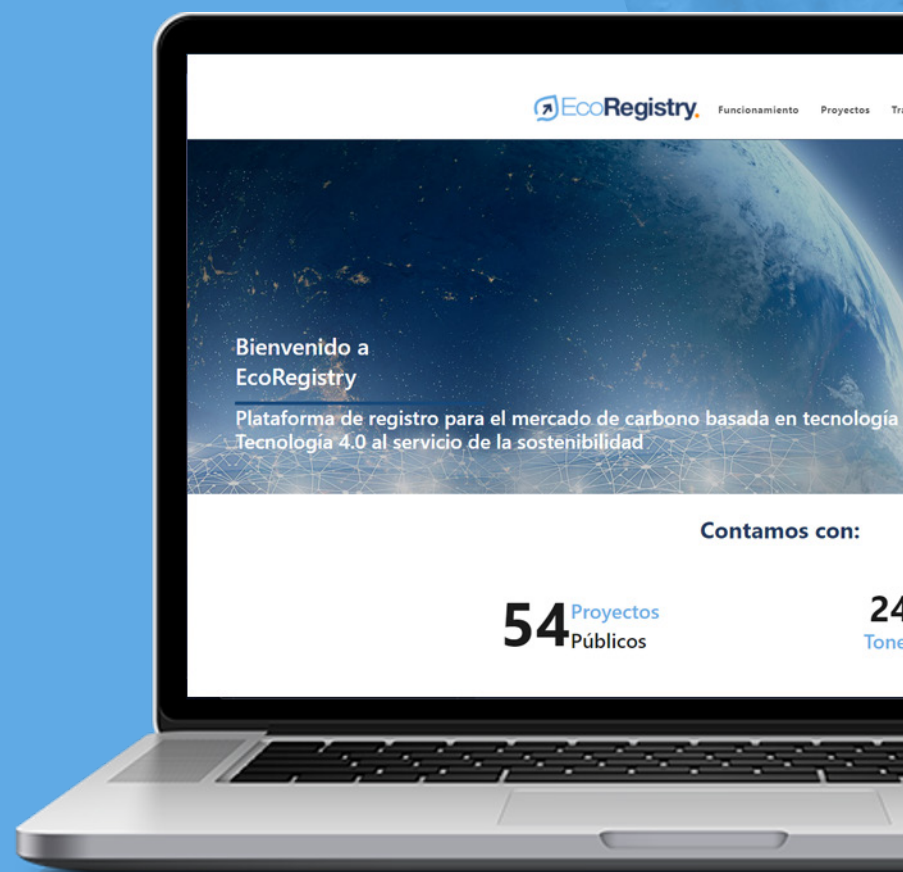 EcoRegistry.
Funcionamiento Proyectos
Bienvenido a
EcoRegistry
Plataforma de registro para el mercado de carbono basada en tecnología
Tecnología 4.0 al servicio de la sostenibilidad
Contamos con:
54 Proyectos
Públicos